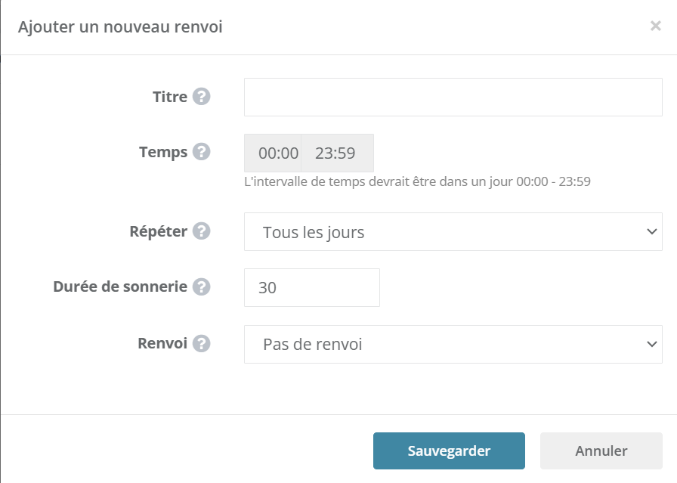 Ajouter un nouveau renvoi ×
Titre ?
Temps ? 00:00 23:59
L'intervalle de temps devrait être dans un jour 00:00 - 23:59
Répéter ? Tous les jours
Durée de sonnerie ? 30
Renvoi ? Pas de renvoi
Sauvegarder Annuler